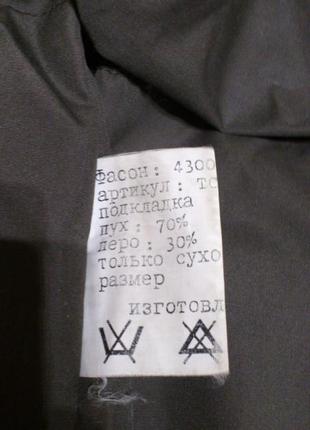 фасон: 4300
артикул: тс
подкладка
пух: 70%
перо: 30%
только сухо
размер
изготовл